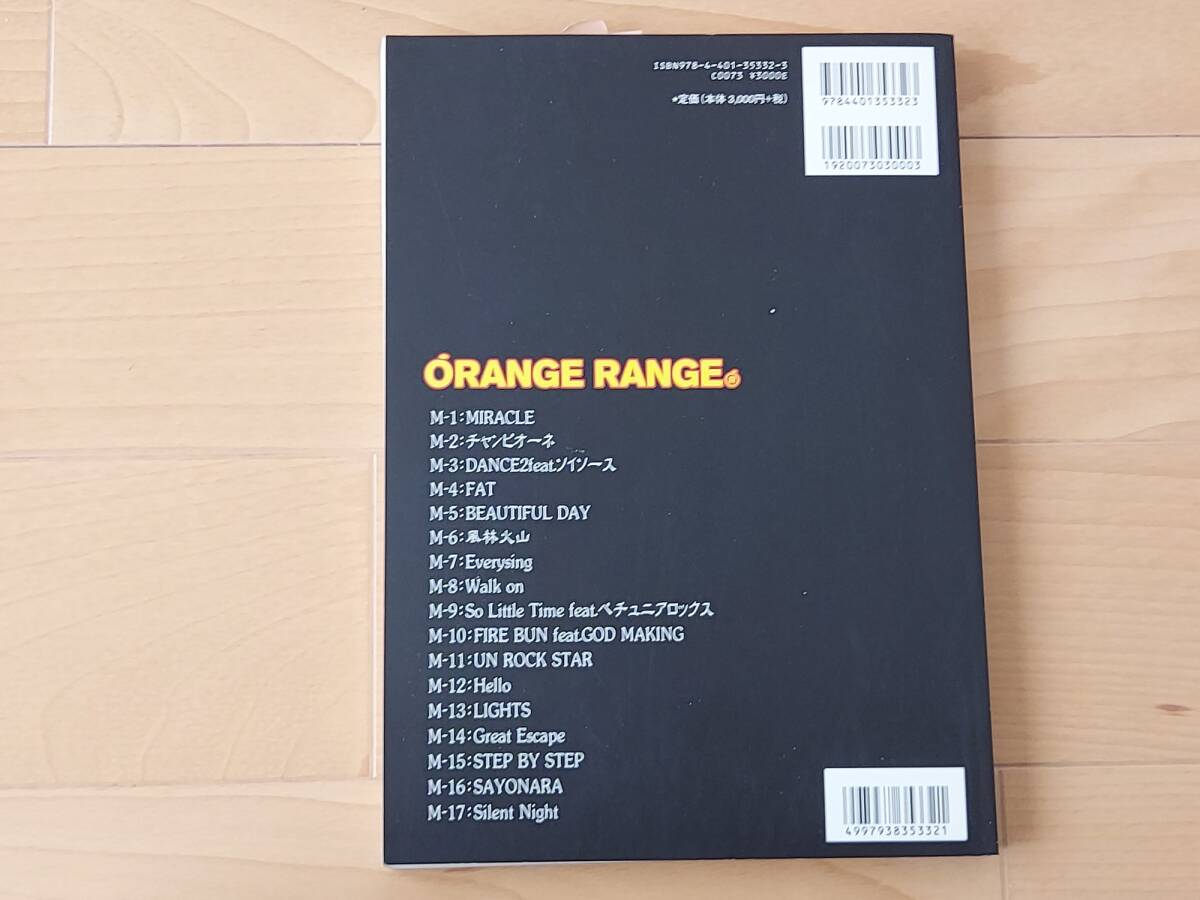 ISBN978-4-401-35332-3
C0073 ¥3000E
*定価(本体 3,000円+税)
9784401353323
1920073030003
ÓRANGE RANGE
M-1:MIRACLE
M-2:チャンピオーネ
M-3:DANCE2feat.ソイソース
M-4:FAT
M-5:BEAUTIFUL DAY
M-6:風林火山
M-7:Everysing
M-8:Walk on
M-9:So Little Time feat.ペチュニアロックス
M-10:FIRE BUN feat.GOD MAKING
M-11:UN ROCK STAR
M-12:Hello
M-13:LIGHTS
M-14:Great Escape
M-15:STEP BY STEP
M-16:SAYONARA
M-17:Silent Night
4997938353321